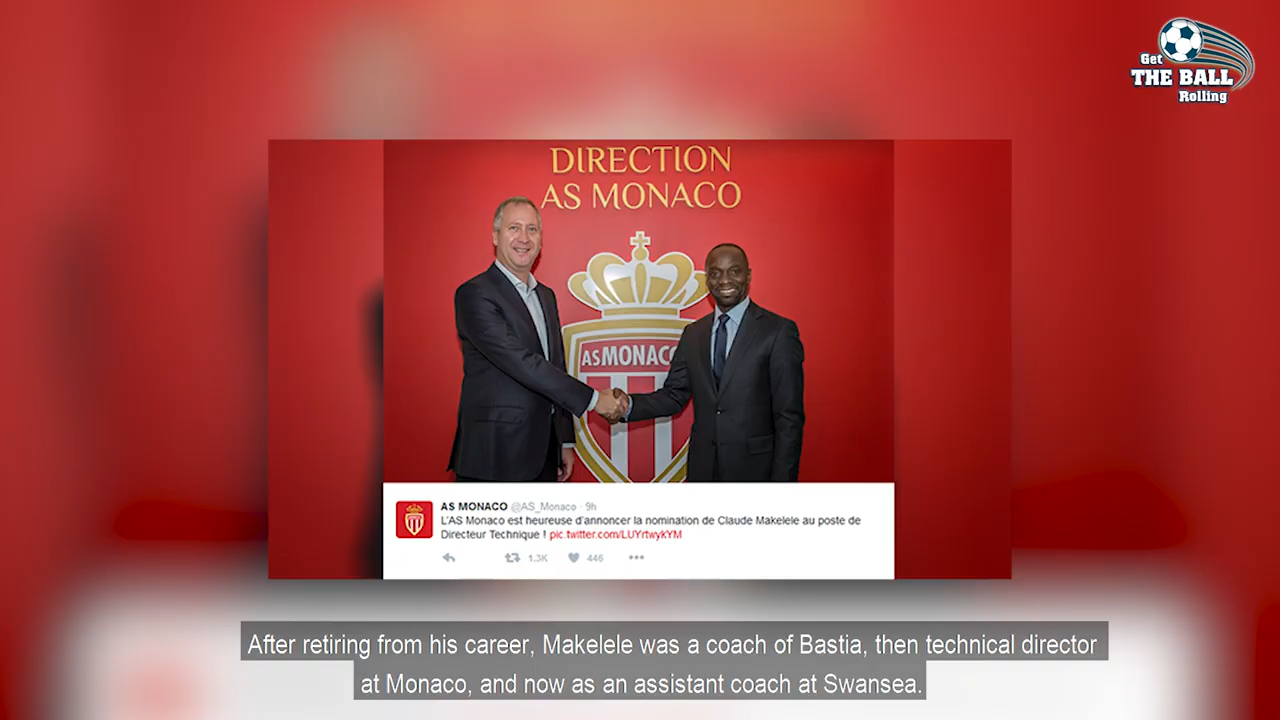 Get
THE BALL
Rolling
DIRECTION
AS MONACO
AS MONACO
AS MONACO @AS_Monaco · 9h
L'AS Monaco est heureuse d'annoncer la nomination de Claude Makelele au poste de
Directeur Technique ! pic.twitter.com/LUYrtwykYM
1.3K 446
After retiring from his career, Makelele was a coach of Bastia, then technical director
at Monaco, and now as an assistant coach at Swansea.